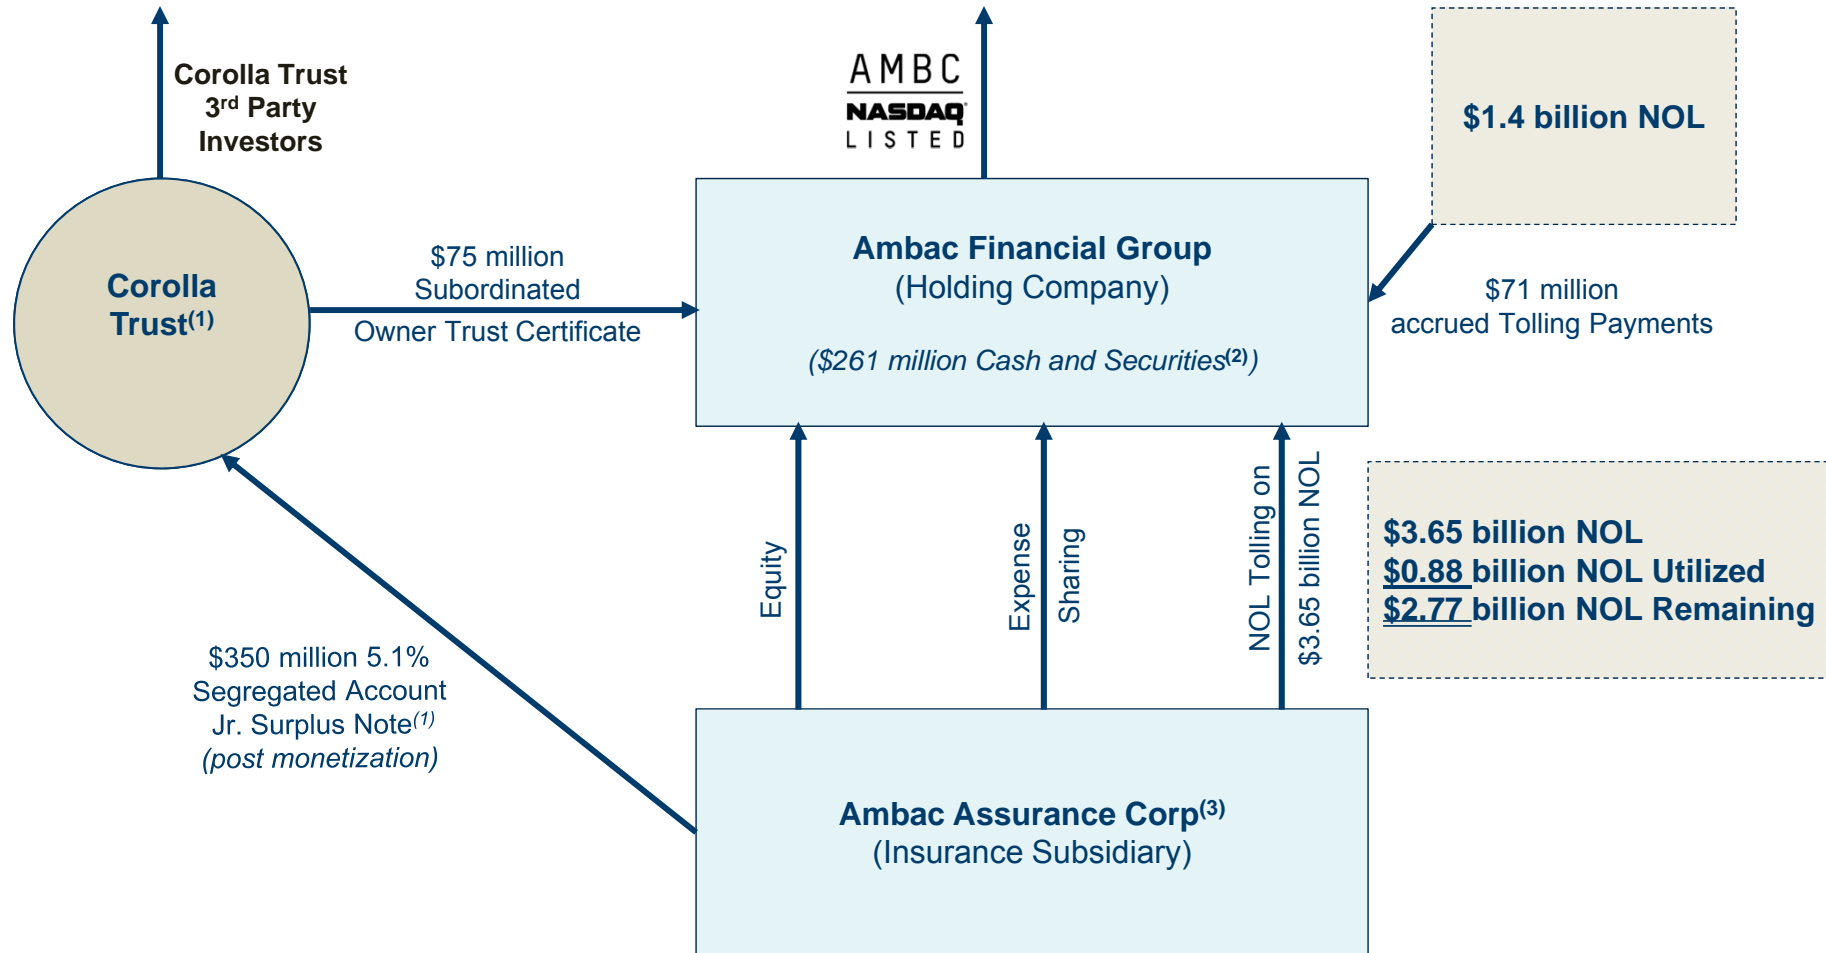 Corolla Trust
3rd Party
Investors
AMBC
NASDAQ
LISTED
$1.4 billion NOL
Corolla
Trust(1)
$75 million
Subordinated
Owner Trust Certificate
Ambac Financial Group
(Holding Company)
($261 million Cash and Securities(2))
$71 million
accrued Tolling Payments
Equity
Expense
Sharing
NOL Tolling on
$3.65 billion NOL
$3.65 billion NOL
$0.88 billion NOL Utilized
$2.77 billion NOL Remaining
$350 million 5.1%
Segregated Account
Jr. Surplus Note(1)
(post monetization)
Ambac Assurance Corp(3)
(Insurance Subsidiary)